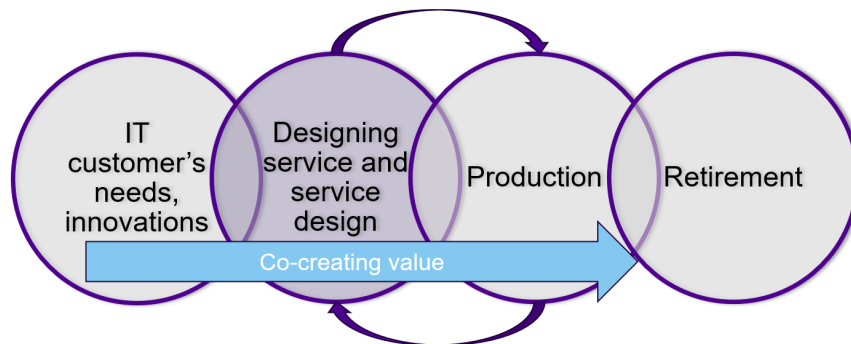 IT
customer's
needs,
innovations
Designing
service and
service
design
Production
Retirement
Co-creating value